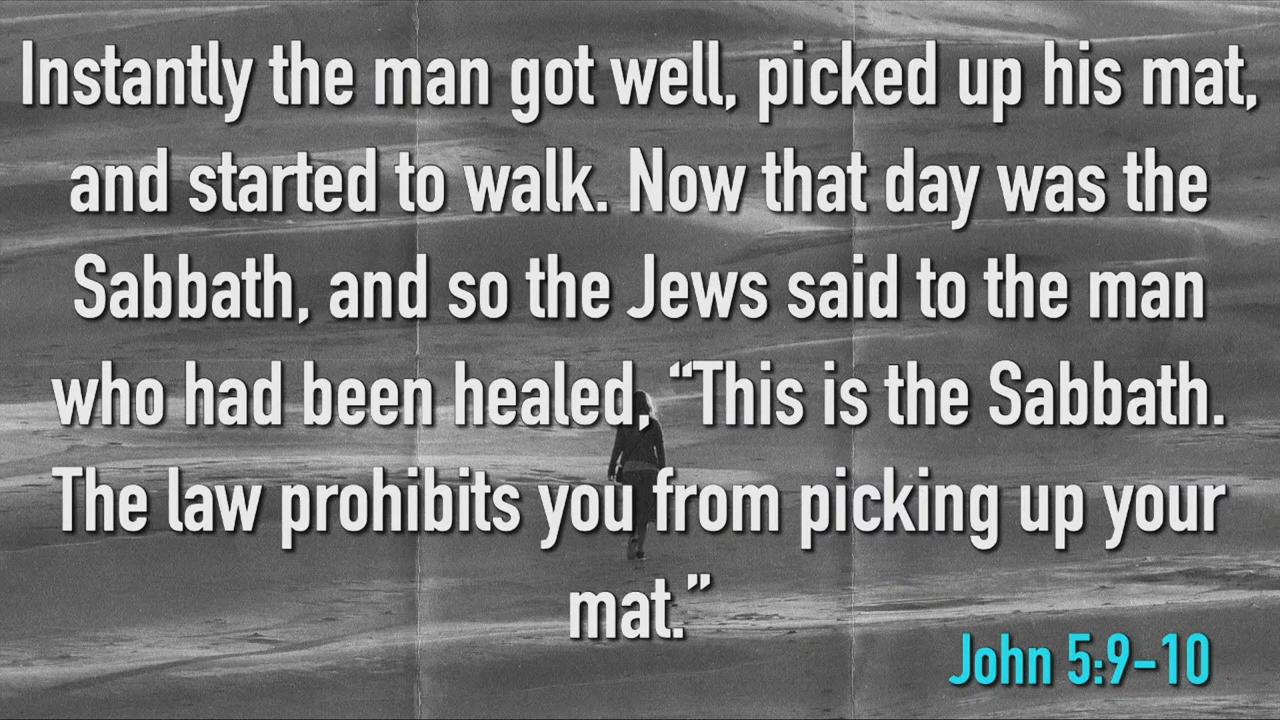 Instantly the man got well, picked up his mat,
and started to walk. Now that day was the
Sabbath, and so the Jews said to the man
who had been healed, “This is the Sabbath.
The law prohibits you from picking up your
mat.”
John 5:9–10